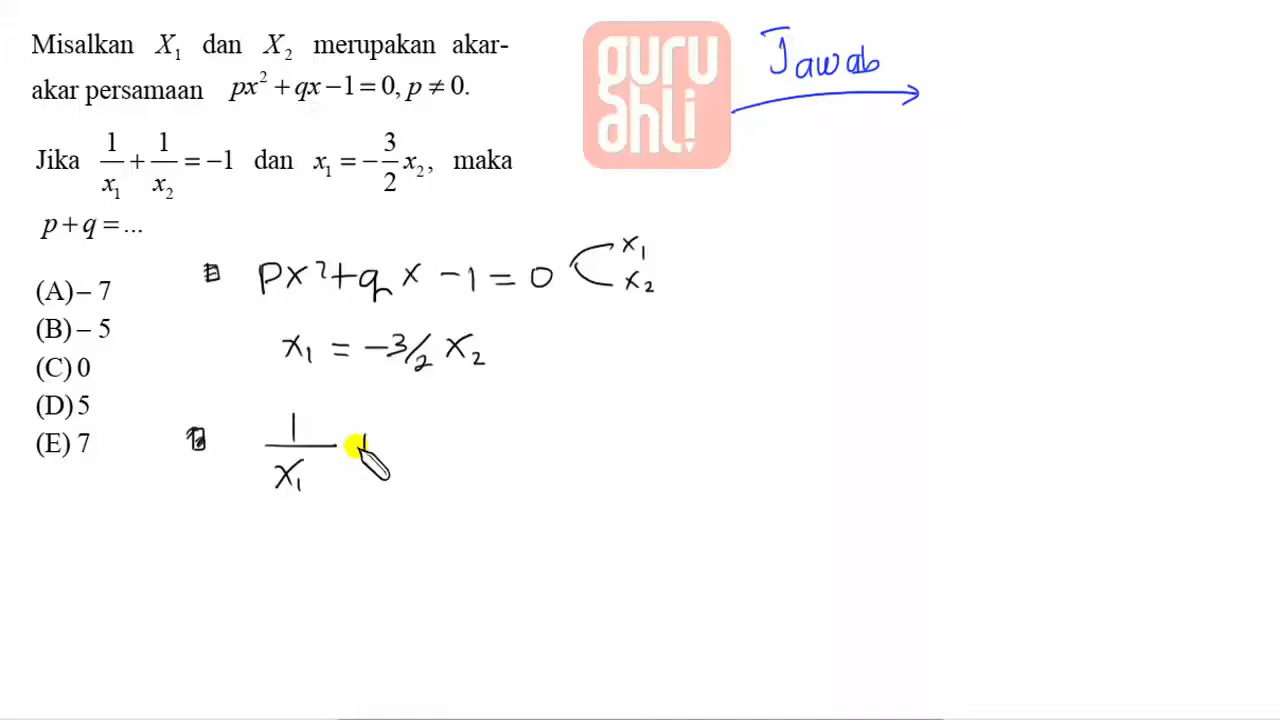 Misalkan X₁ dan X₂ merupakan akar-
akar persamaan px² + qx − 1 = 0, p ≠ 0.
Jika 1/x₁ + 1/x₂ = −1 dan x₁ = −3/2 x₂, maka
p + q = ...
(A) – 7
(B) – 5
(C) 0
(D) 5
(E) 7
guru
ahli
Jawab
px² + qx − 1 = 0
x₁
x₂
x₁ = −3/2 x₂
1/x₁